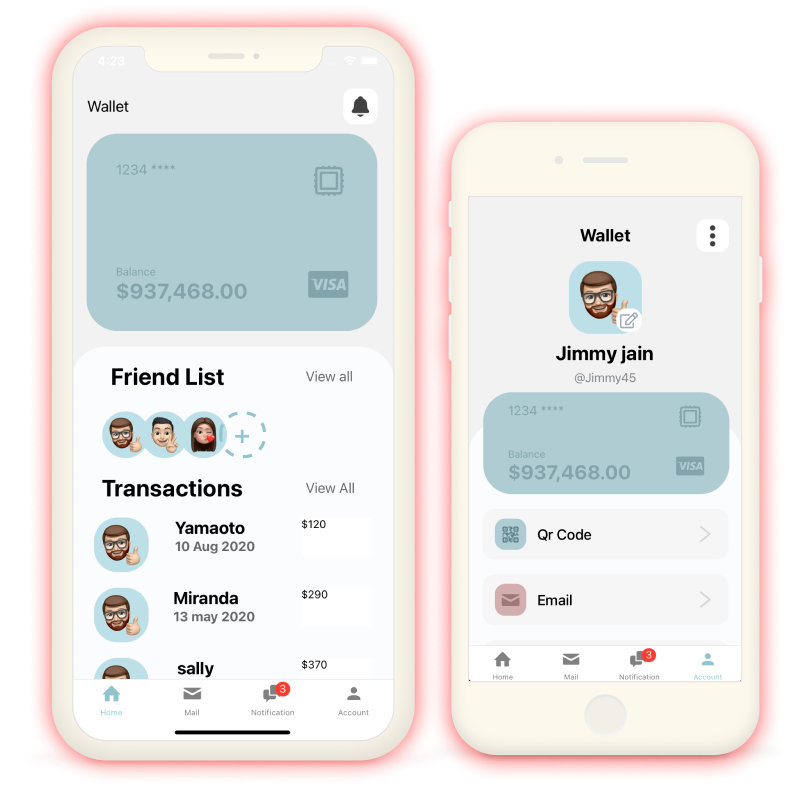 4:23
Wallet
1234 ****
Balance
$937,468.00
VISA
Friend List
View all
Transactions
View All
Yamaoto
10 Aug 2020
$120
Miranda
13 may 2020
$290
sally
$370
3
Home
Mail
Notification
Account
Wallet
Jimmy jain
@Jimmy45
1234 ****
Balance
$937,468.00
VISA
Qr Code
Email
3
Home
Mail
Notification
Account